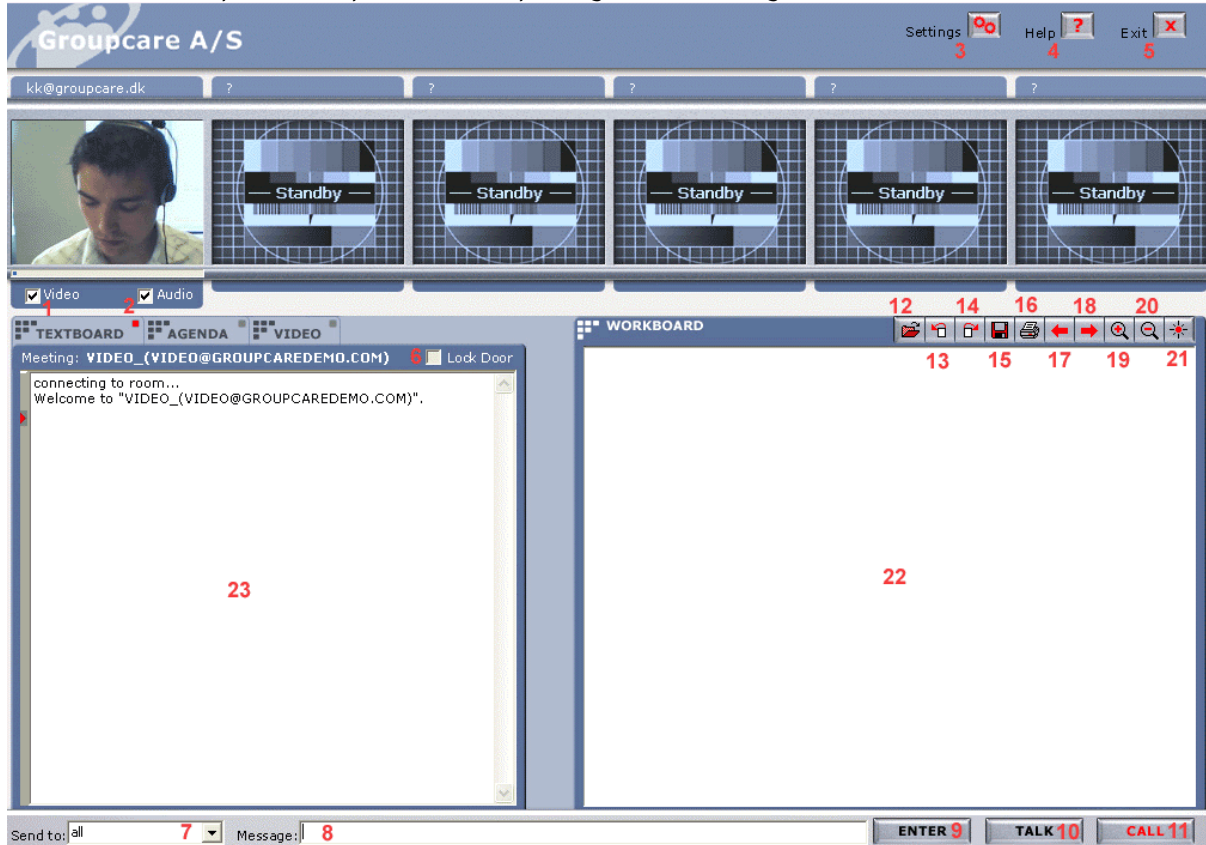 Groupcare A/S
Settings Help Exit
3 4 5
kk@groupcare.dk ? ? ? ? ?
Standby Standby Standby Standby Standby
Video Audio
1 2
12 14 16 18 20
TEXTBOARD AGENDA VIDEO WORKBOARD
13 15 17 19 21
Meeting: VIDEO_(VIDEO@GROUPCAREDEMO.COM) 6 Lock Door
connecting to room...
Welcome to "VIDEO_(VIDEO@GROUPCAREDEMO.COM)".
23
22
Send to: all 7 Message: 8 ENTER 9 TALK 10 CALL 11